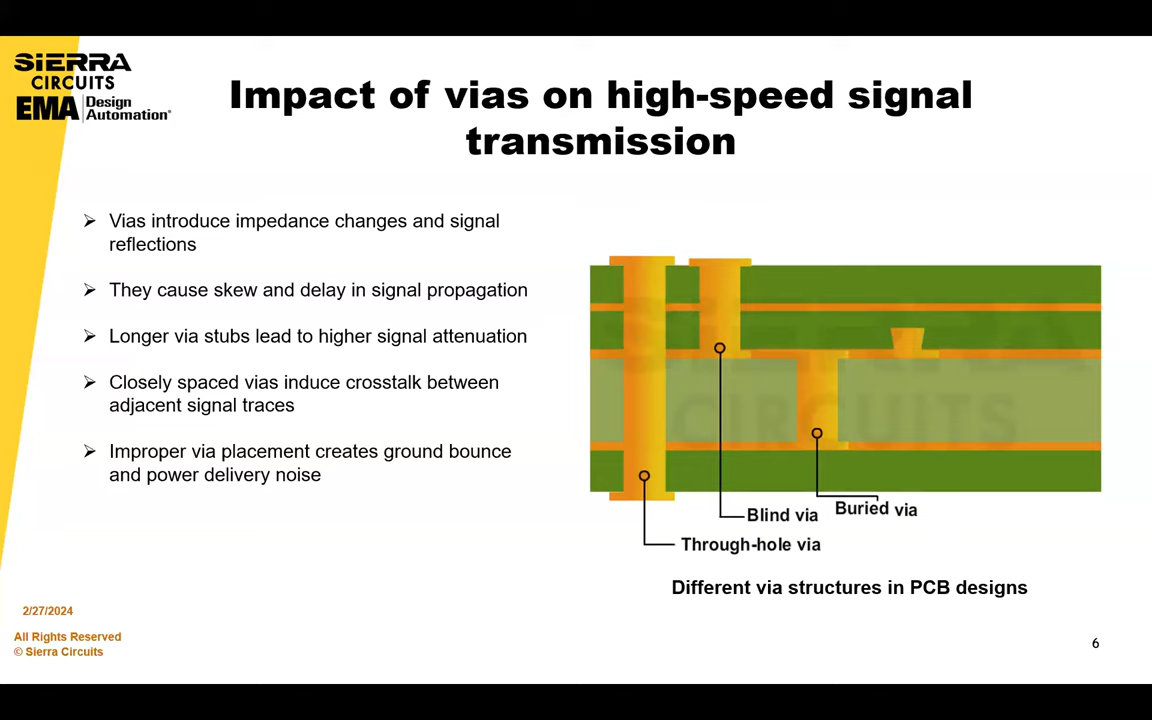 SIERRA
CIRCUITS
EMA Design
Automation®
Impact of vias on high-speed signal
transmission
➢ Vias introduce impedance changes and signal
reflections
➢ They cause skew and delay in signal propagation
➢ Longer via stubs lead to higher signal attenuation
➢ Closely spaced vias induce crosstalk between
adjacent signal traces
➢ Improper via placement creates ground bounce
and power delivery noise
SIERRA
CIRCUITS
Blind via
Buried via
Through-hole via
Different via structures in PCB designs
2/27/2024
All Rights Reserved
© Sierra Circuits
6